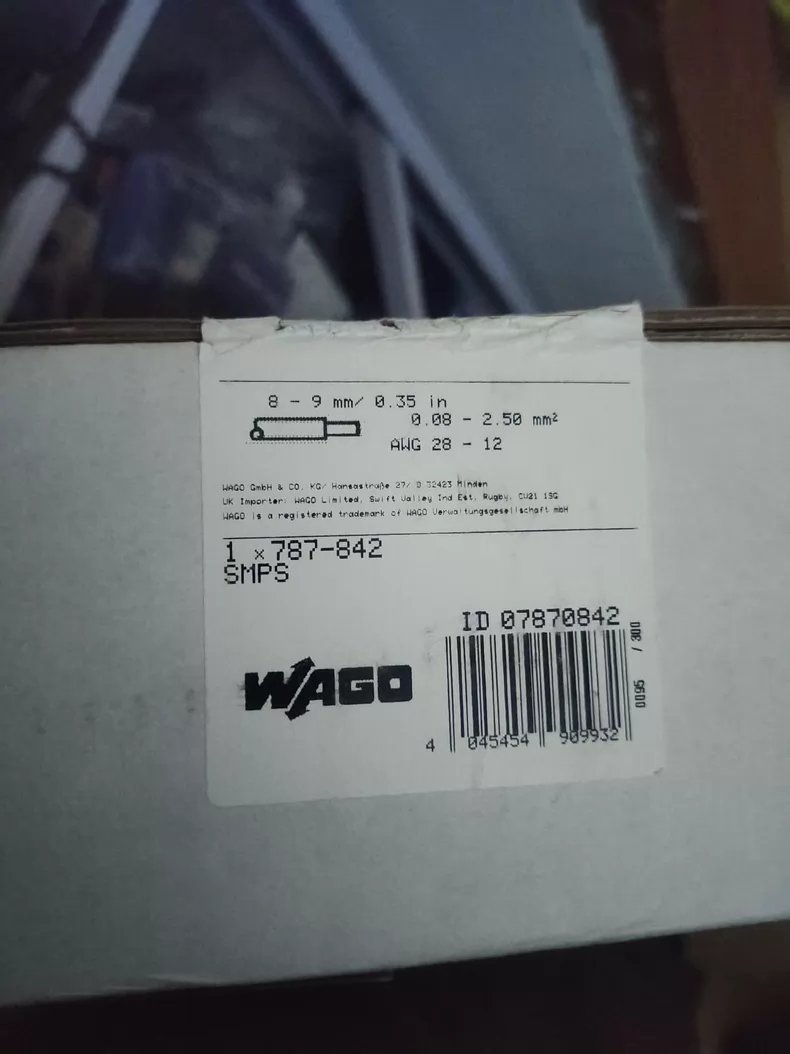 8 - 9 mm/ 0.35 in
0.08 - 2.50 mm²
AWG 28 - 12
WAGO GmbH & CO. KG/ Hansastraße 27/ D 32423 Minden
UK Importer: WAGO Limited, Swift Valley Ind Est, Rugby, CV21 1SG
WAGO is a registered trademark of WAGO Verwaltungsgesellschaft mbH
1 x 787-842
SMPS
ID 07870842
WAGO
4 045454 909932
0095 / 300